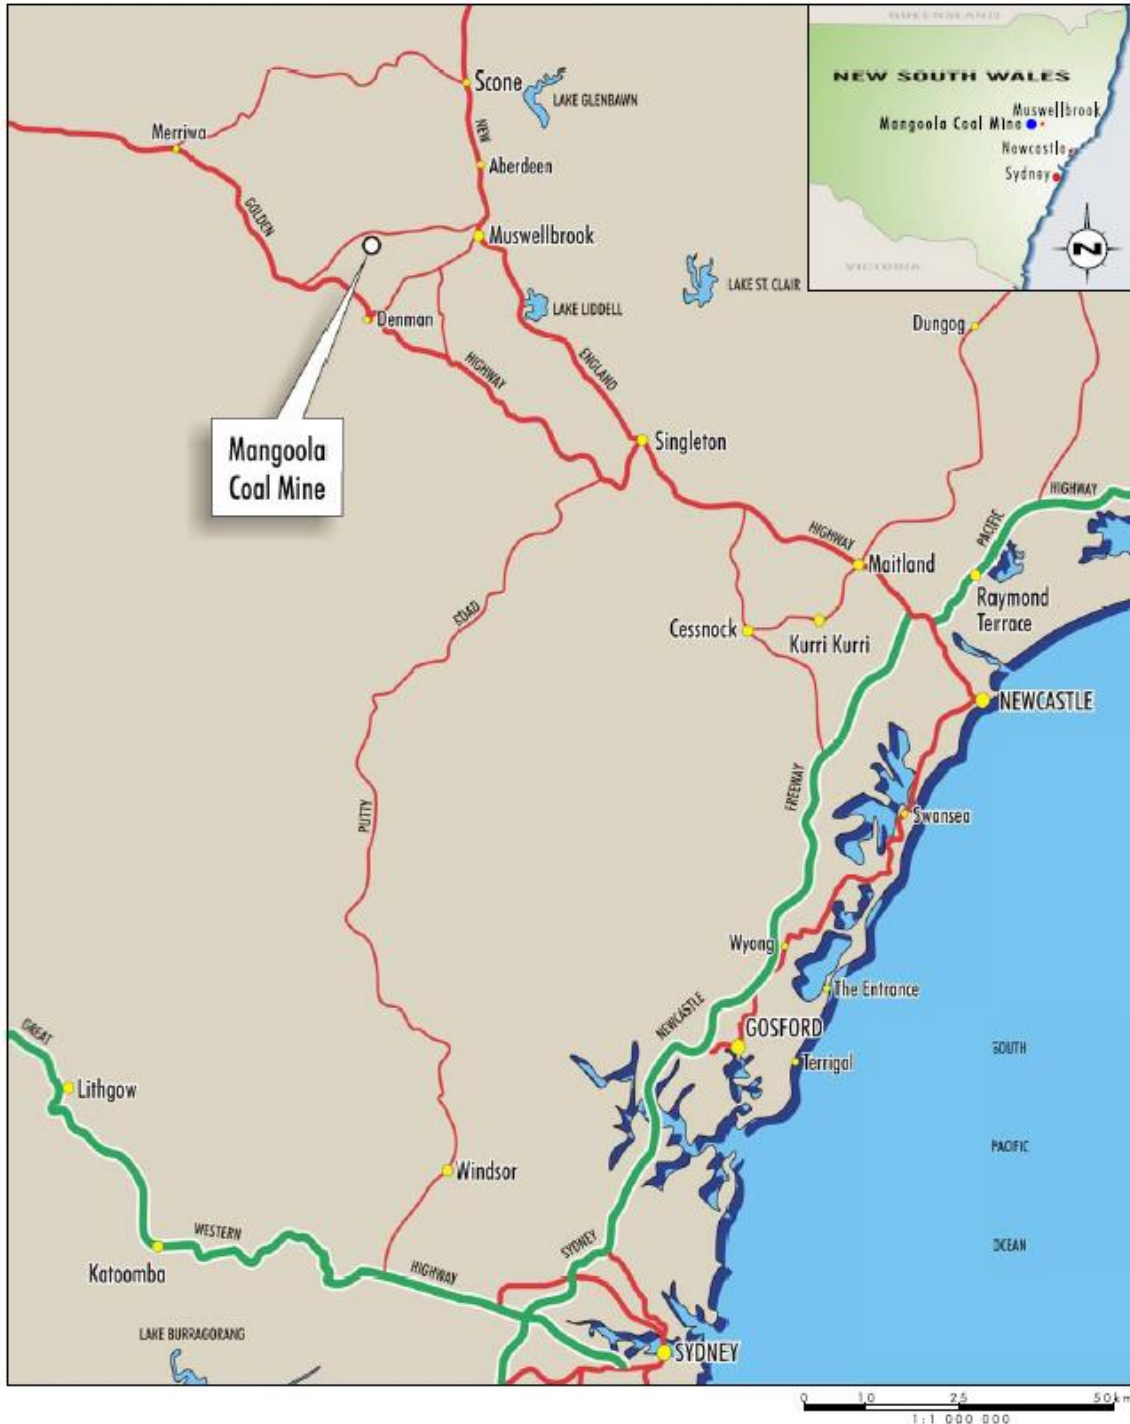 QUEENSLAND
NEW SOUTH WALES
Muswellbrook
Mangoola Coal Mine
Newcastle
Sydney
VICTORIA
N
Scone
LAKE GLENBAWN
NEW
Merriwa
Aberdeen
GOLDEN
Muswellbrook
LAKE ST. CLAIR
LAKE LIDDELL
Denman
Dungog
HIGHWAY
ENGLAND
Mangoola
Coal Mine
Singleton
HIGHWAY
PACIFIC
HIGHWAY
Maitland
Raymond
Terrace
ROAD
Cessnock
Kurri Kurri
NEWCASTLE
FREEWAY
PUTTY
Swansea
Wyong
The Entrance
NEWCASTLE
GOSFORD
GREAT
SOUTH
Terrigal
Lithgow
PACIFIC
Windsor
WESTERN
SYDNEY
OCEAN
Katoomba
HIGHWAY
LAKE BURRAGORANG
SYDNEY
0 10 25 50km
1:1 000 000